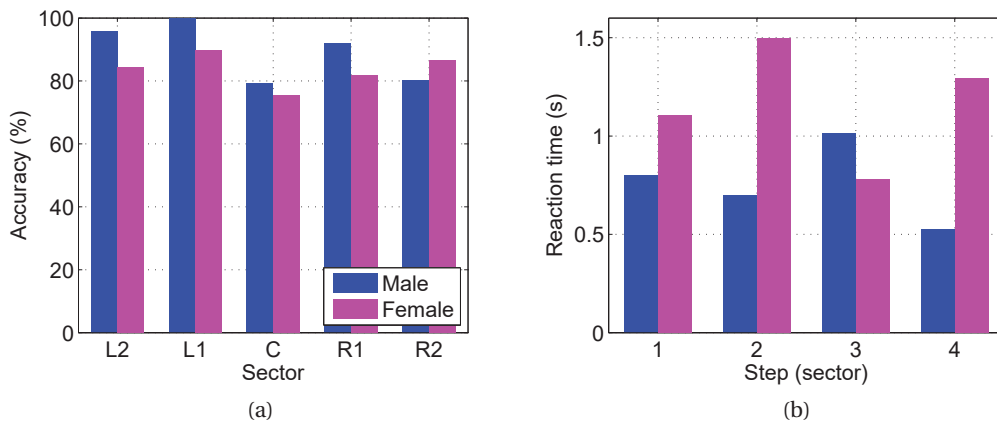 100
80
60
40
20
0
Accuracy (%)
L2 L1 C R1 R2
Sector
Male
Female
(a)
1.5
1
0.5
0
Reaction time (s)
1 2 3 4
Step (sector)
(b)